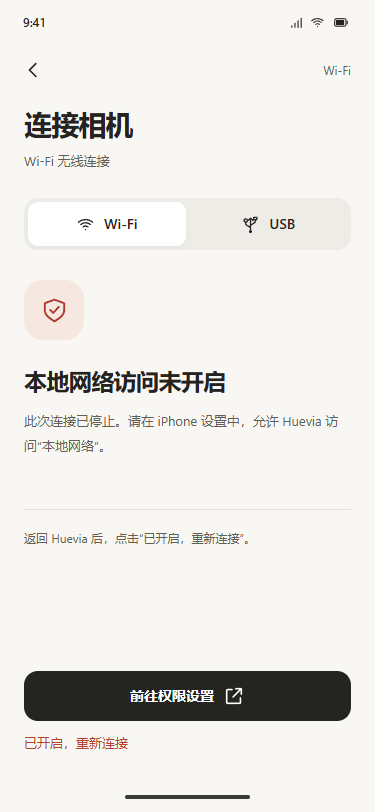 9:41
Wi-Fi
连接相机
Wi-Fi 无线连接
Wi-Fi
USB
本地网络访问未开启
此次连接已停止。请在 iPhone 设置中，允许 Huevia 访
问“本地网络”。
返回 Huevia 后，点击“已开启，重新连接”。
前往权限设置
已开启，重新连接